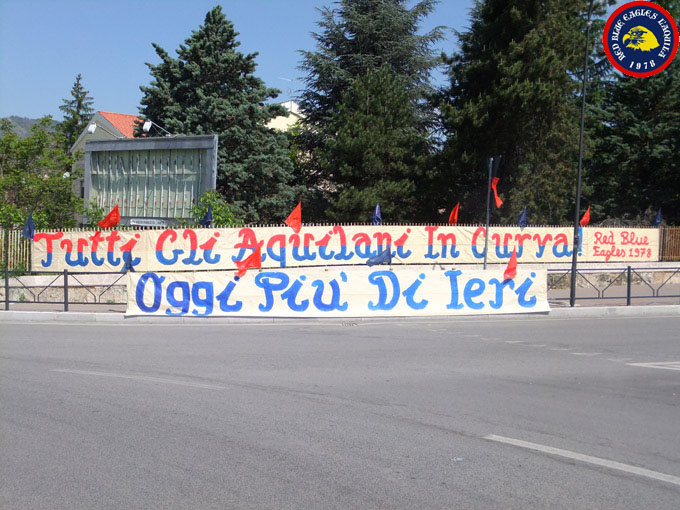 RED BLUE EAGLES L'AQUILA
1978
Tutti Gli Aquilani In Curva!
Red Blue
Eagles 1978
Oggi Più Di Ieri